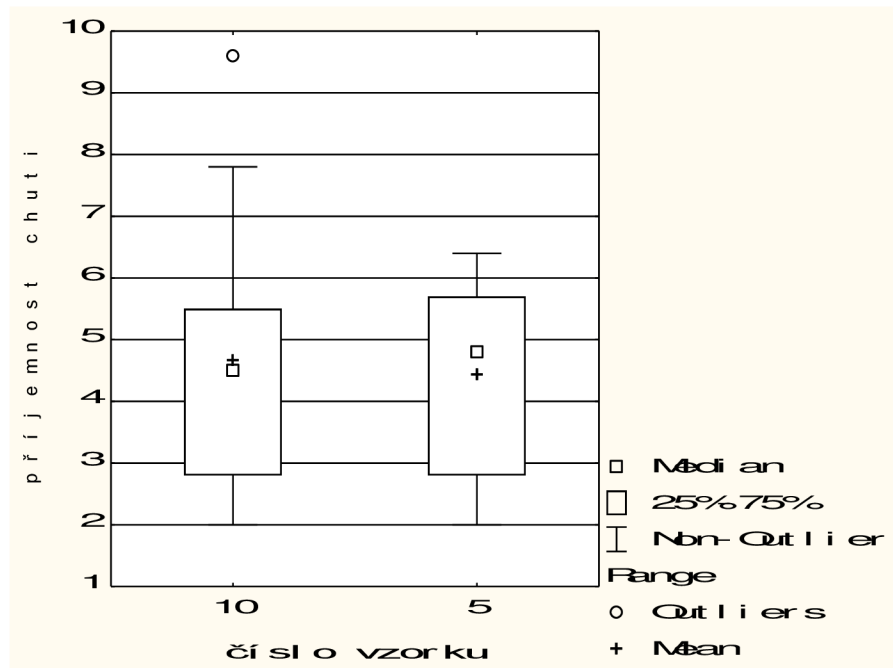 10
9
8
7
6
5
4
3
2
1
příjemnost chuti
10 5
číslo vzorku
Median
25%75%
Non-Outlier
Range
Outliers
Mean